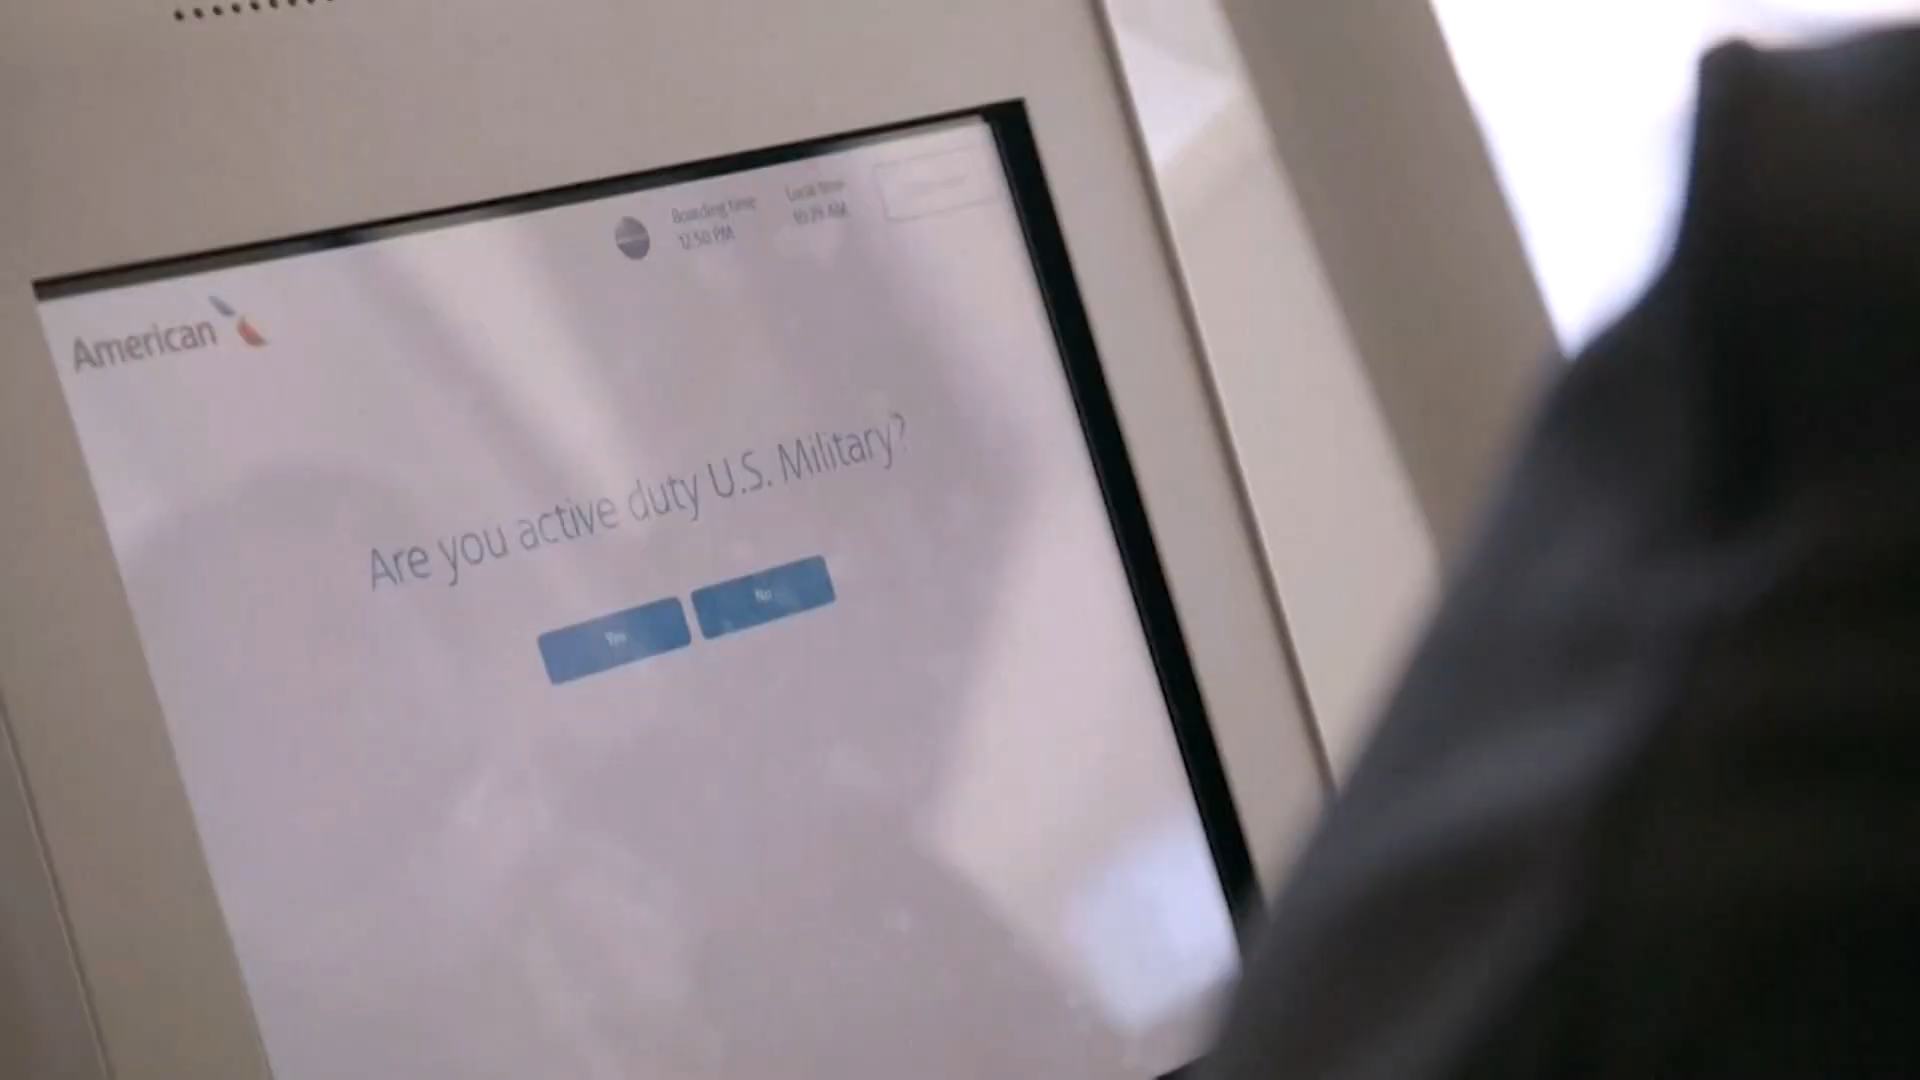 Boarding time
12:50 PM
Local time
American
Are you active duty U.S. Military?
Yes
No